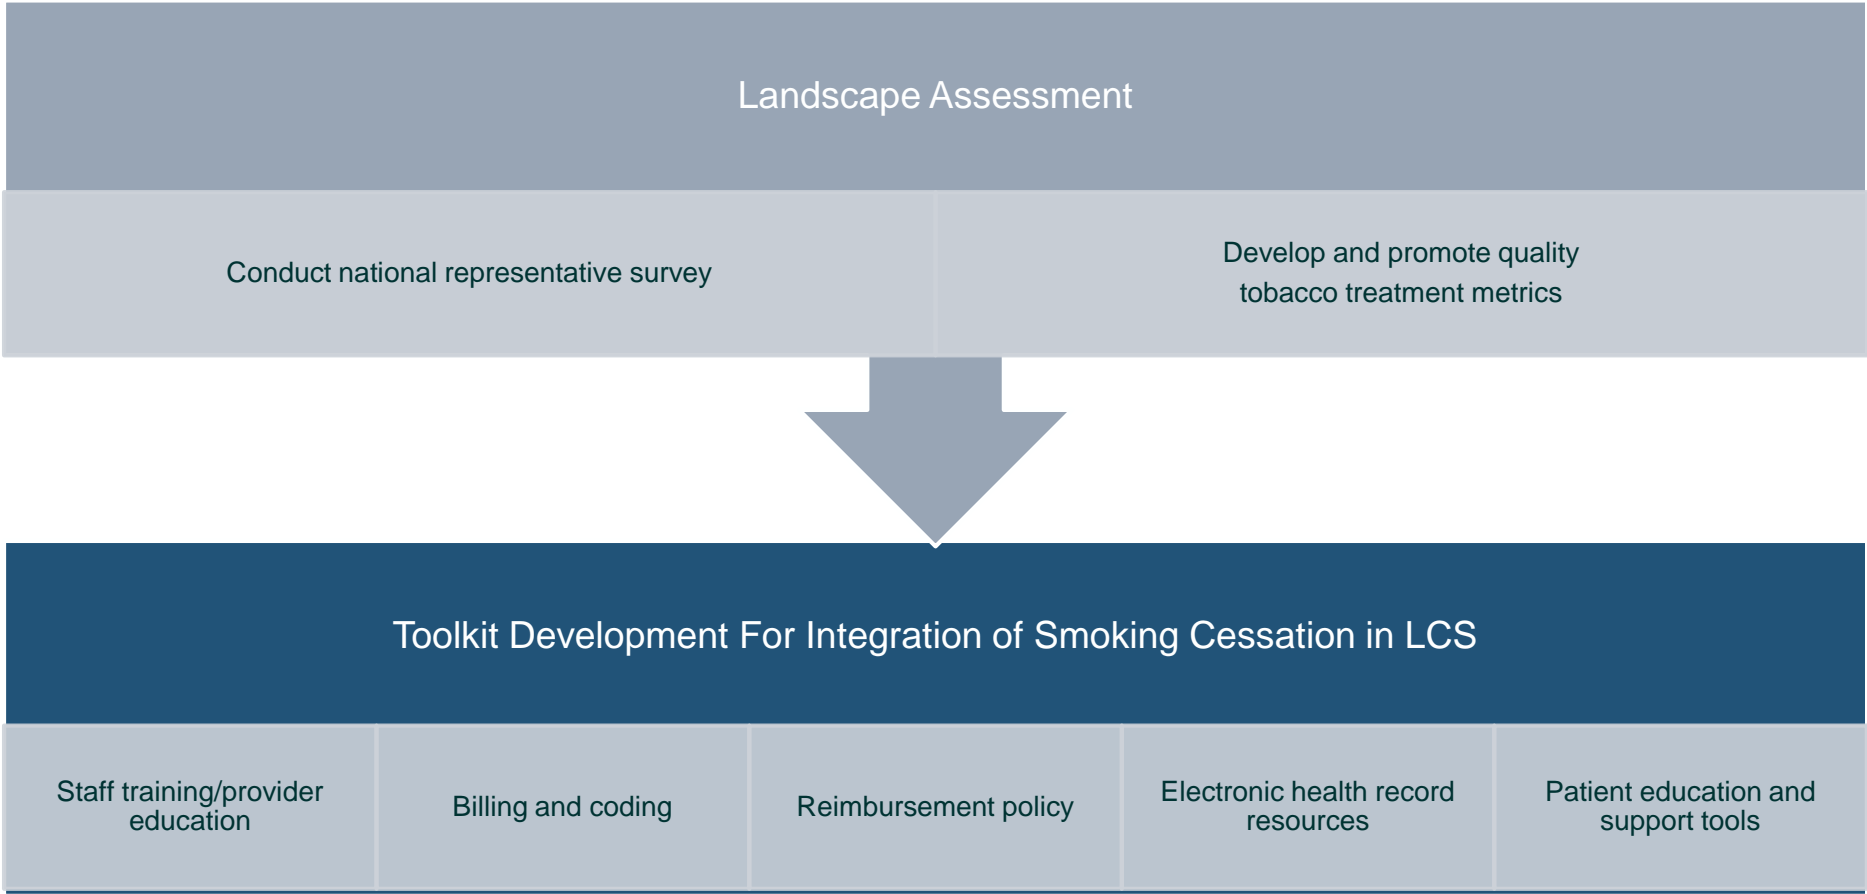 Landscape Assessment
Conduct national representative survey
Develop and promote quality
tobacco treatment metrics
Toolkit Development For Integration of Smoking Cessation in LCS
Staff training/provider
education
Billing and coding
Reimbursement policy
Electronic health record
resources
Patient education and
support tools